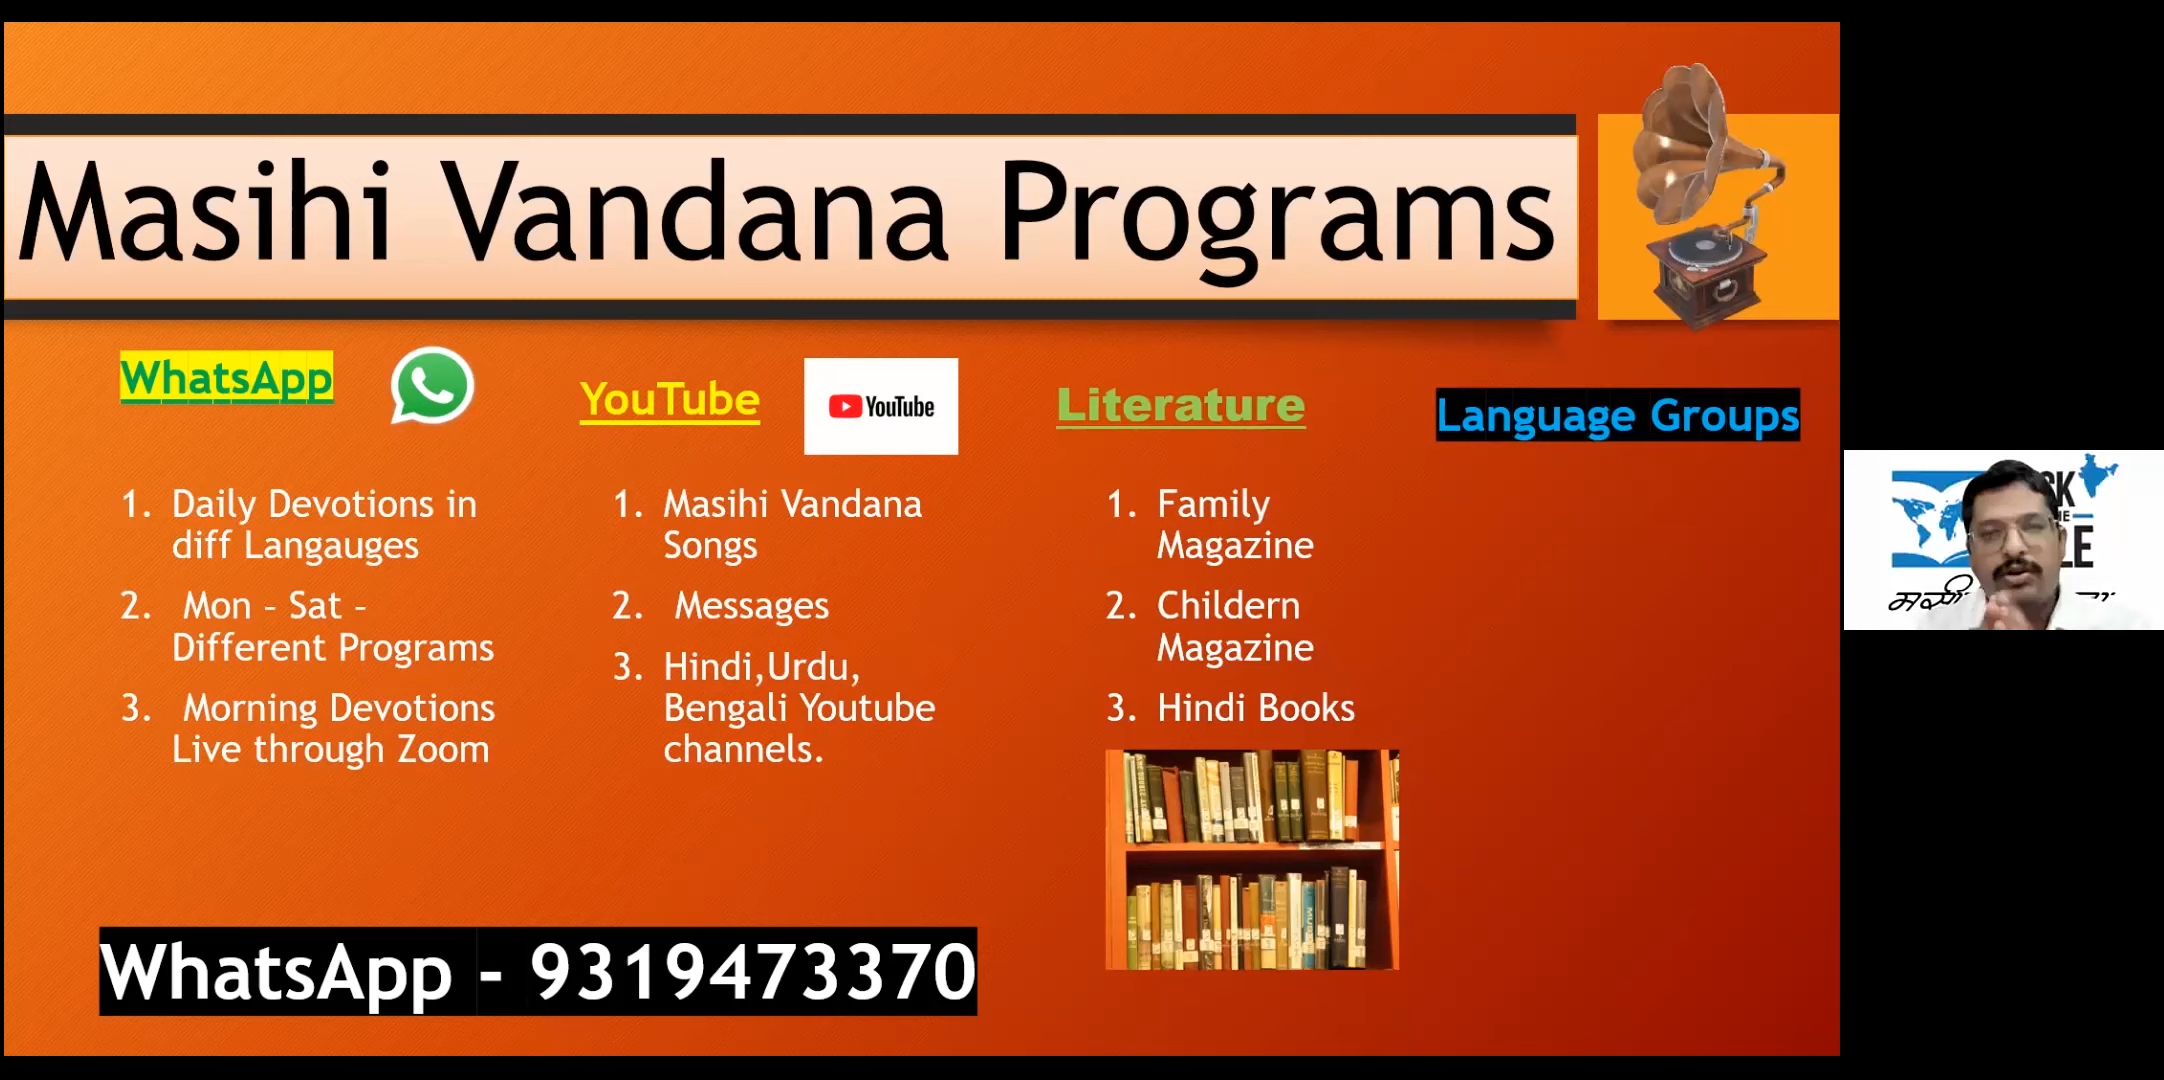 Masihi Vandana Programs
WhatsApp
YouTube
YouTube
Literature
Language Groups
1. Daily Devotions in
diff Langauges
2. Mon – Sat –
Different Programs
3. Morning Devotions
Live through Zoom
1. Masihi Vandana
Songs
2. Messages
3. Hindi,Urdu,
Bengali Youtube
channels.
1. Family
Magazine
2. Childern
Magazine
3. Hindi Books
WhatsApp - 9319473370